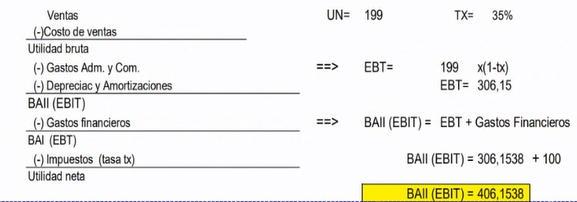 Ventas UN= 199 TX= 35%
(-)Costo de ventas
Utilidad bruta
(-) Gastos Adm. y Com. ==> EBT= 199 x(1-tx)
(-) Depreciac y Amortizaciones EBT= 306,15
BAII (EBIT)
(-) Gastos financieros ==> BAII (EBIT) = EBT + Gastos Financieros
BAI (EBT)
(-) Impuestos (tasa tx) BAII (EBIT) = 306,1538 + 100
Utilidad neta
BAII (EBIT) = 406,1538